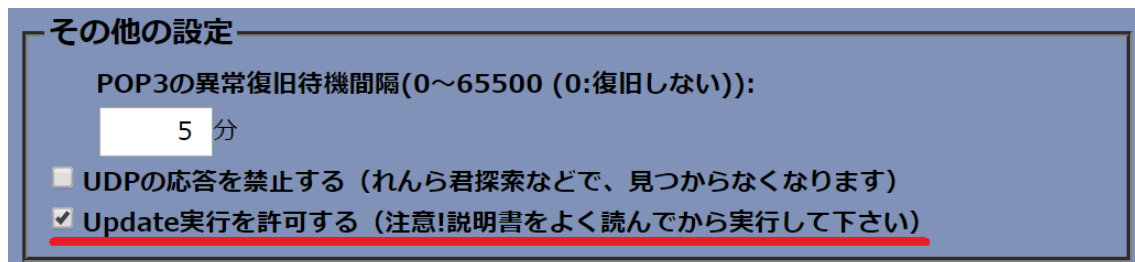 その他の設定
POP3の異常復旧待機間隔(0～65500 (0:復旧しない)):
5 分
UDPの応答を禁止する（れんら君探索などで、見つからなくなります）
Update実行を許可する（注意!説明書をよく読んでから実行して下さい）